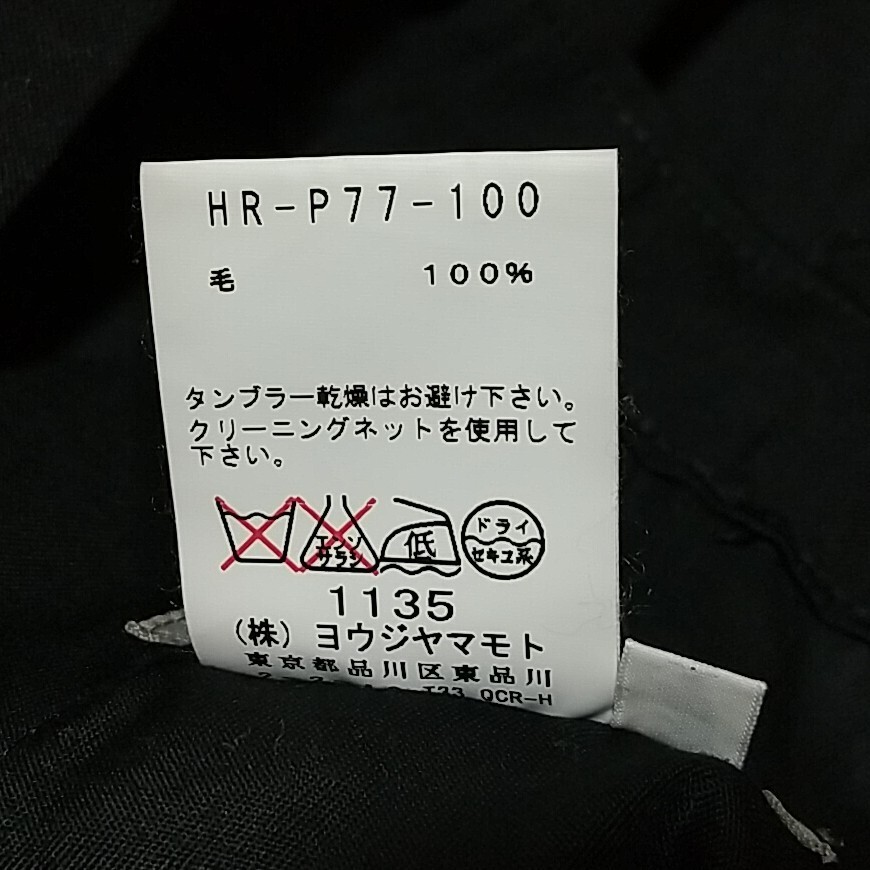 HR-P77-100
毛 100%
タンブラー乾燥はお避け下さい。
クリーニングネットを使用して
下さい。
エンソ
サラシ
低
ドライ
セキユ系
1135
(株)ヨウジヤマモト
東京都品川区東品川
QCR-H